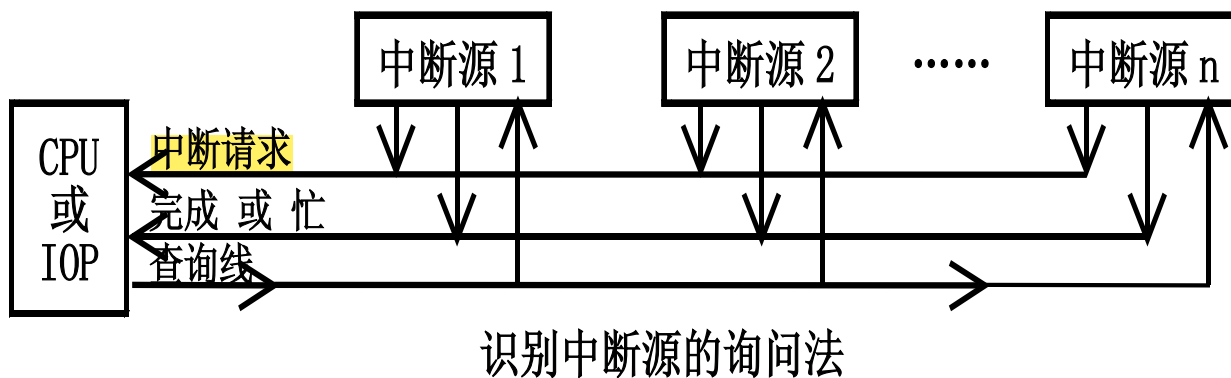 中断源 1
中断源 2
……
中断源 n
CPU
或
IOP
中断请求
完成 或 忙
查询线
识别中断源的询问法